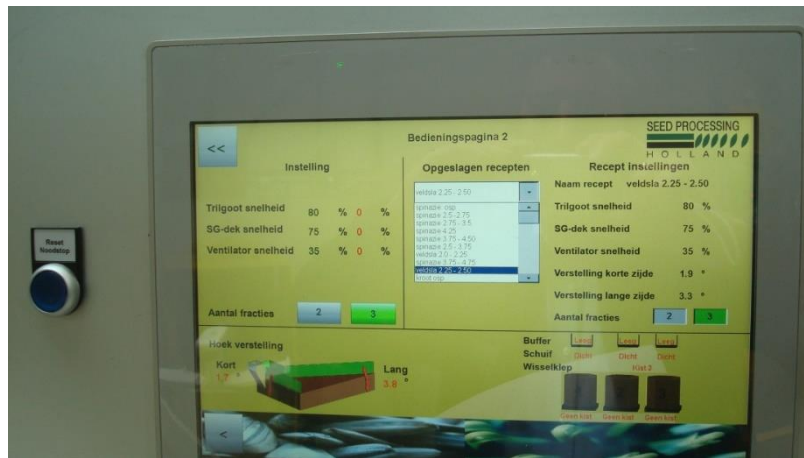 Reset
Noodstop
<<
Bedieningspagina 2
SEED PROCESSING
HOLLAND
Instelling
Trilgoot snelheid 80 % 0 %
SG-dek snelheid 75 % 0 %
Ventilator snelheid 35 % 0 %
Aantal fracties 2 3
Opgeslagen recepten
veldsla 2.25 - 2.50
spinazie osp
spinazie 2.5 - 2.75
spinazie 2.75 - 3.5
spinazie 4.25
spinazie 3.75 - 4.50
spinazie 2.5 - 3.75
veldsla 2.0 - 2.25
spinazie 3.75 - 4.75
veldsla 2.25 - 2.50
kroot osp
Recept instellingen
Naam recept veldsla 2.25 - 2.50
Trilgoot snelheid 80 %
SG-dek snelheid 75 %
Ventilator snelheid 35 %
Verstelling korte zijde 1.9 °
Verstelling lange zijde 3.3 °
Aantal fracties 2 3
Hoek verstelling
Kort
1.7 °
Lang
3.8 °
Buffer Leeg Leeg Leeg
Schuif Dicht Dicht Dicht
Wisselklep Kist 2
Geen kist Geen kist Geen kist
<